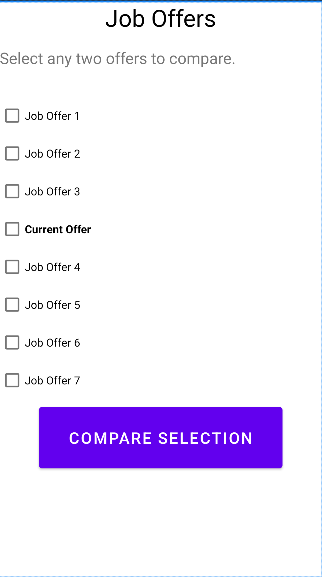 Job Offers
Select any two offers to compare.
Job Offer 1
Job Offer 2
Job Offer 3
Current Offer
Job Offer 4
Job Offer 5
Job Offer 6
Job Offer 7
COMPARE SELECTION